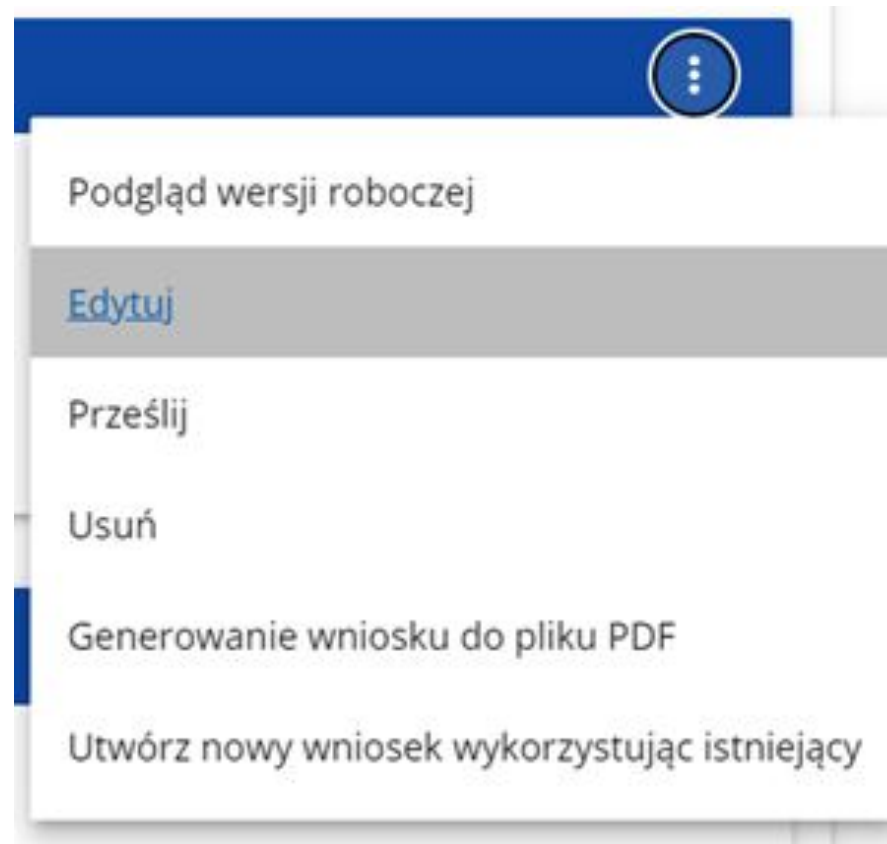 Podgląd wersji roboczej
Edytuj
Prześlij
Usuń
Generowanie wniosku do pliku PDF
Utwórz nowy wniosek wykorzystując istniejący